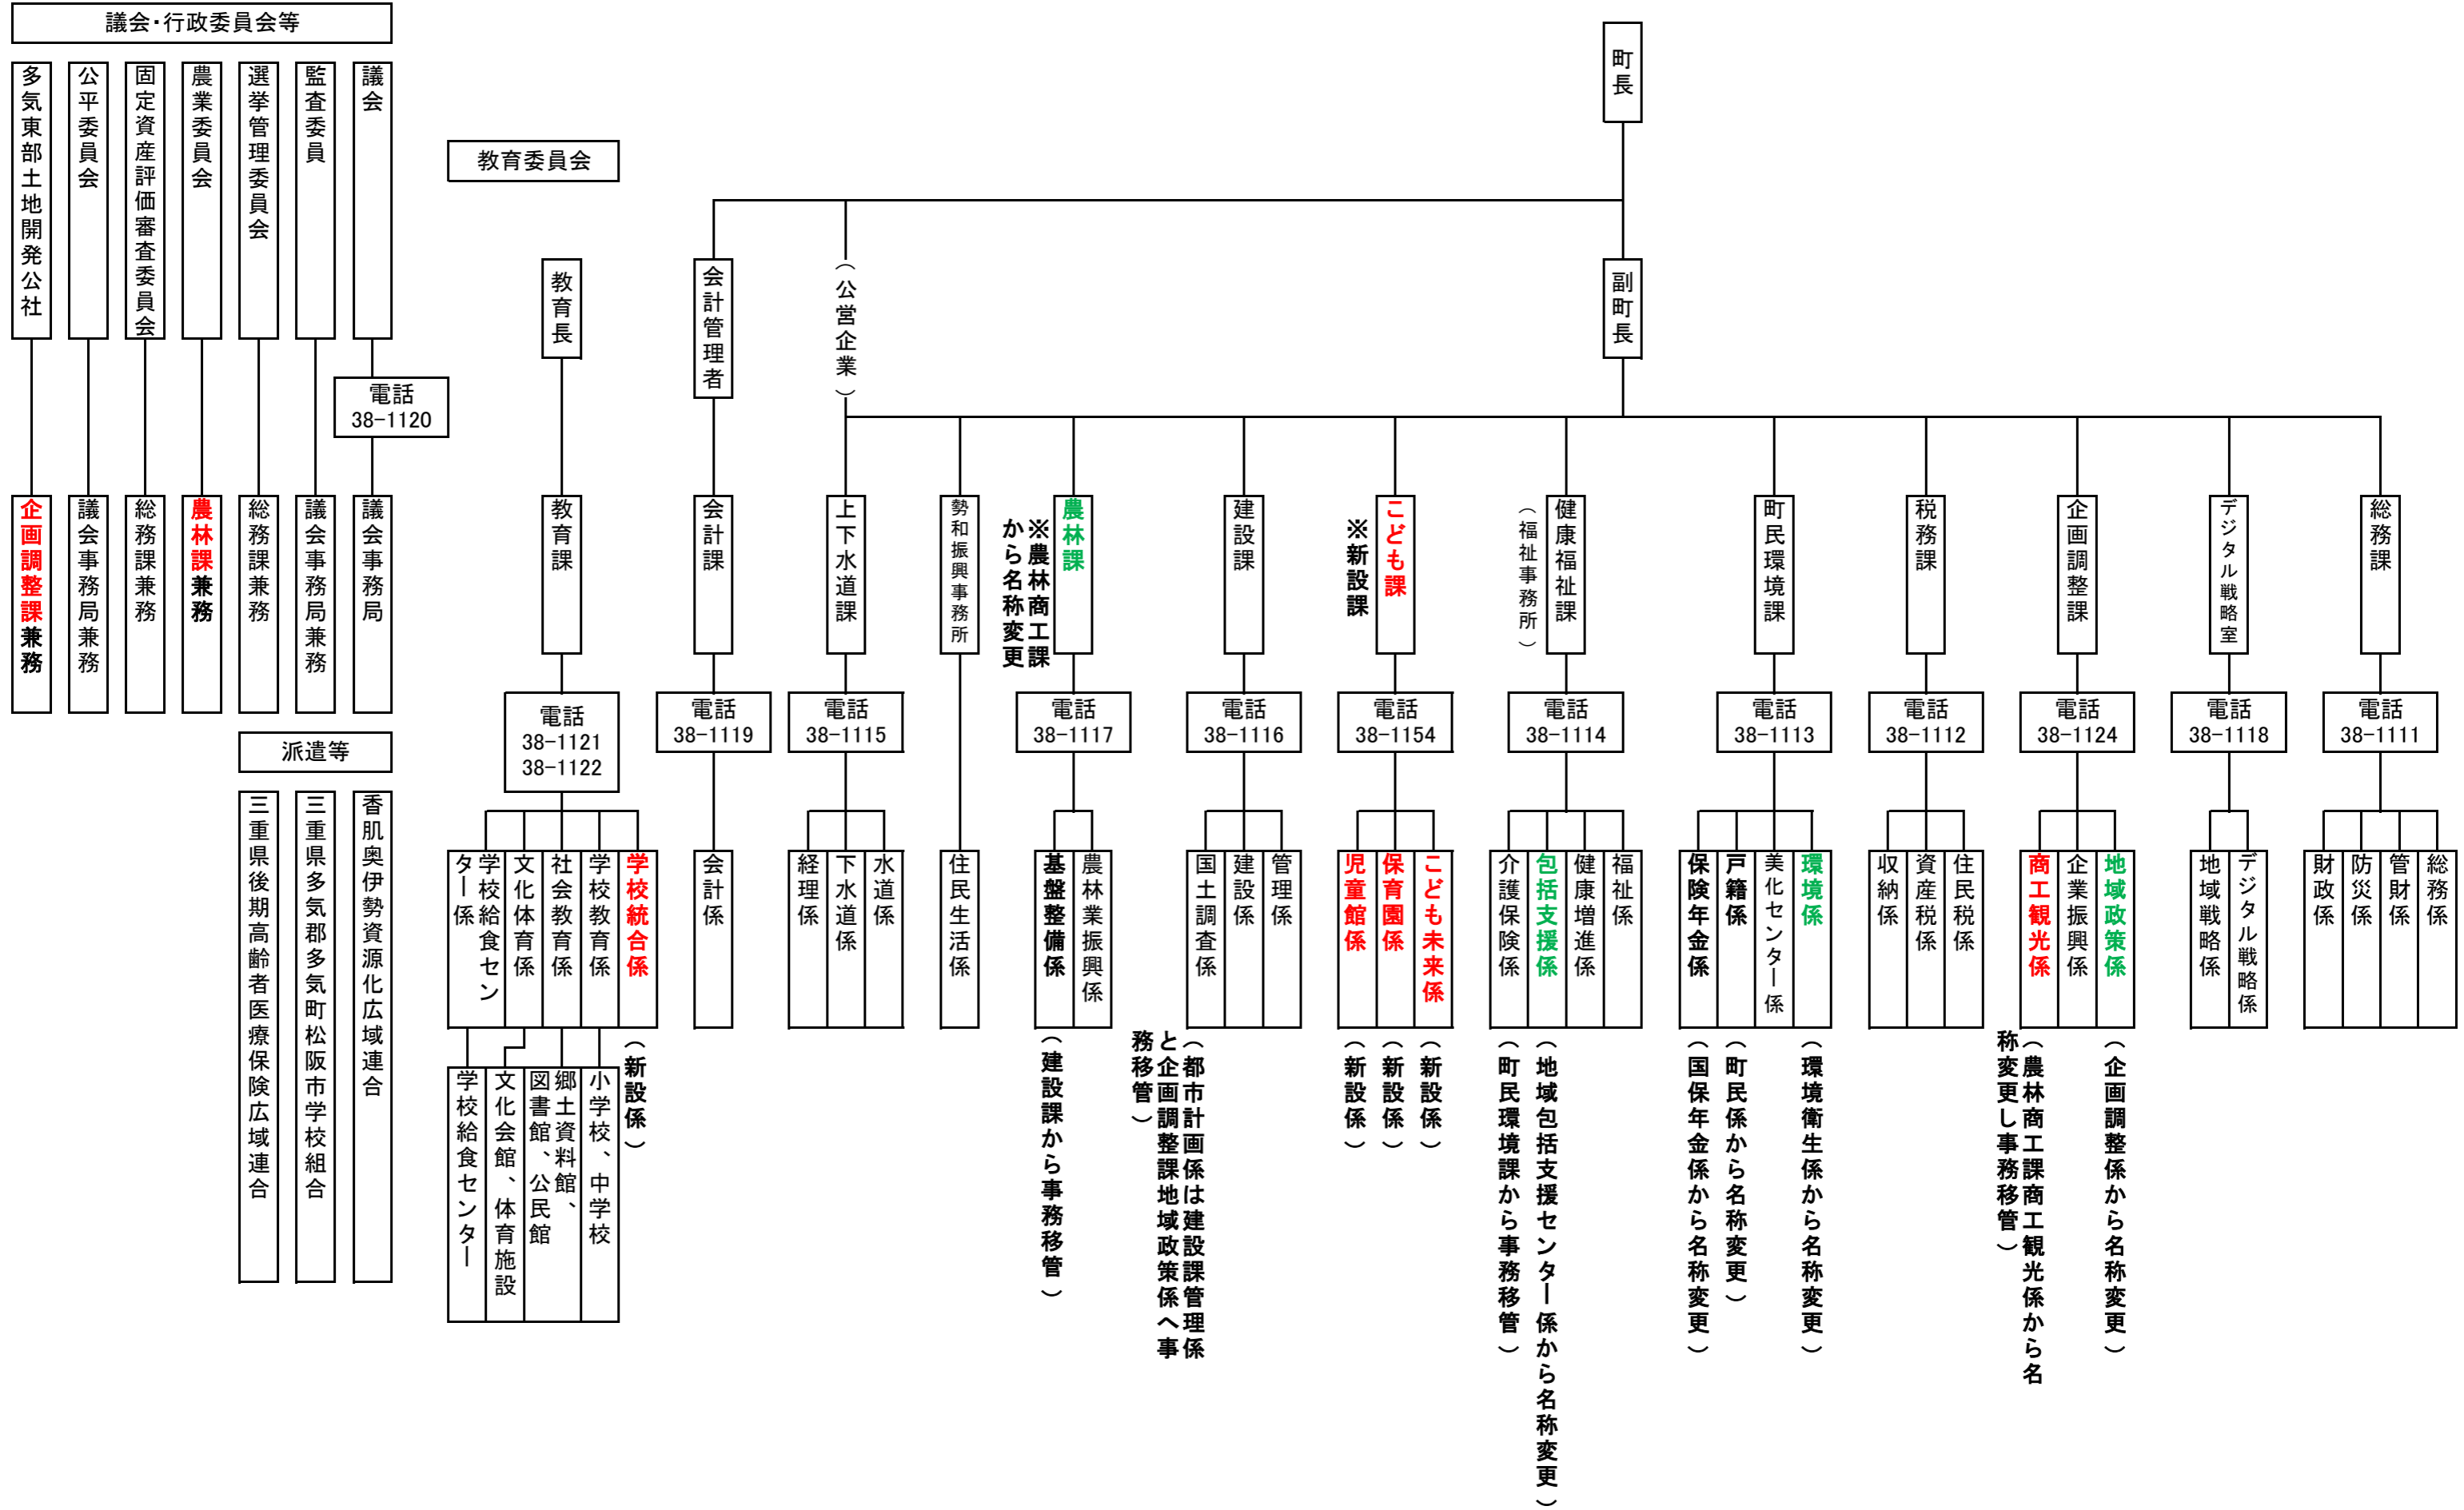 議会・行政委員会等
多気東部土地開発公社
公平委員会
固定資産評価審査委員会
農業委員会
選挙管理委員会
監査委員
議会
電話
38-1120
企画調整課兼務
議会事務局兼務
総務課兼務
農林課兼務
総務課兼務
議会事務局兼務
議会事務局
派遣等
三重県後期高齢者医療保険広域連合
三重県多気郡多気町松阪市学校組合
香肌奥伊勢資源化広域連合
教育委員会
教育長
教育課
電話
38-1121
38-1122
学校給食セン
ター係
文化体育係
社会教育係
学校教育係
学校統合係
（新設係）
学校給食センター
文化会館、体育施設
郷土資料館、
図書館、公民館
小学校、中学校
町長
副町長
会計管理者
会計課
電話
38-1119
会計係
（公営企業）
上下水道課
電話
38-1115
経理係
下水道係
水道係
勢和振興事務所
住民生活係
農林課
※農林商工課
から名称変更
電話
38-1117
基盤整備係
農林業振興係
（建設課から事務移管）
建設課
電話
38-1116
国土調査係
建設係
管理係
（都市計画係は建設課管理係
と企画調整課地域政策係へ事
務移管）
こども課
※新設課
電話
38-1154
児童館係
保育園係
こども未来係
（新設係）
（新設係）
（新設係）
健康福祉課
（福祉事務所）
電話
38-1114
介護保険係
包括支援係
健康増進係
福祉係
（町民環境課から事務移管）
（地域包括支援センター係から名称変更）
町民環境課
電話
38-1113
保険年金係
戸籍係
美化センター係
環境係
（国保年金係から名称変更）
（町民係から名称変更）
（環境衛生係から名称変更）
税務課
電話
38-1112
収納係
資産税係
住民税係
企画調整課
電話
38-1124
商工観光係
企業振興係
地域政策係
（農林商工課商工観光係から名
称変更し事務移管）
（企画調整係から名称変更）
デジタル戦略室
電話
38-1118
地域戦略係
デジタル戦略係
総務課
電話
38-1111
財政係
防災係
管財係
総務係